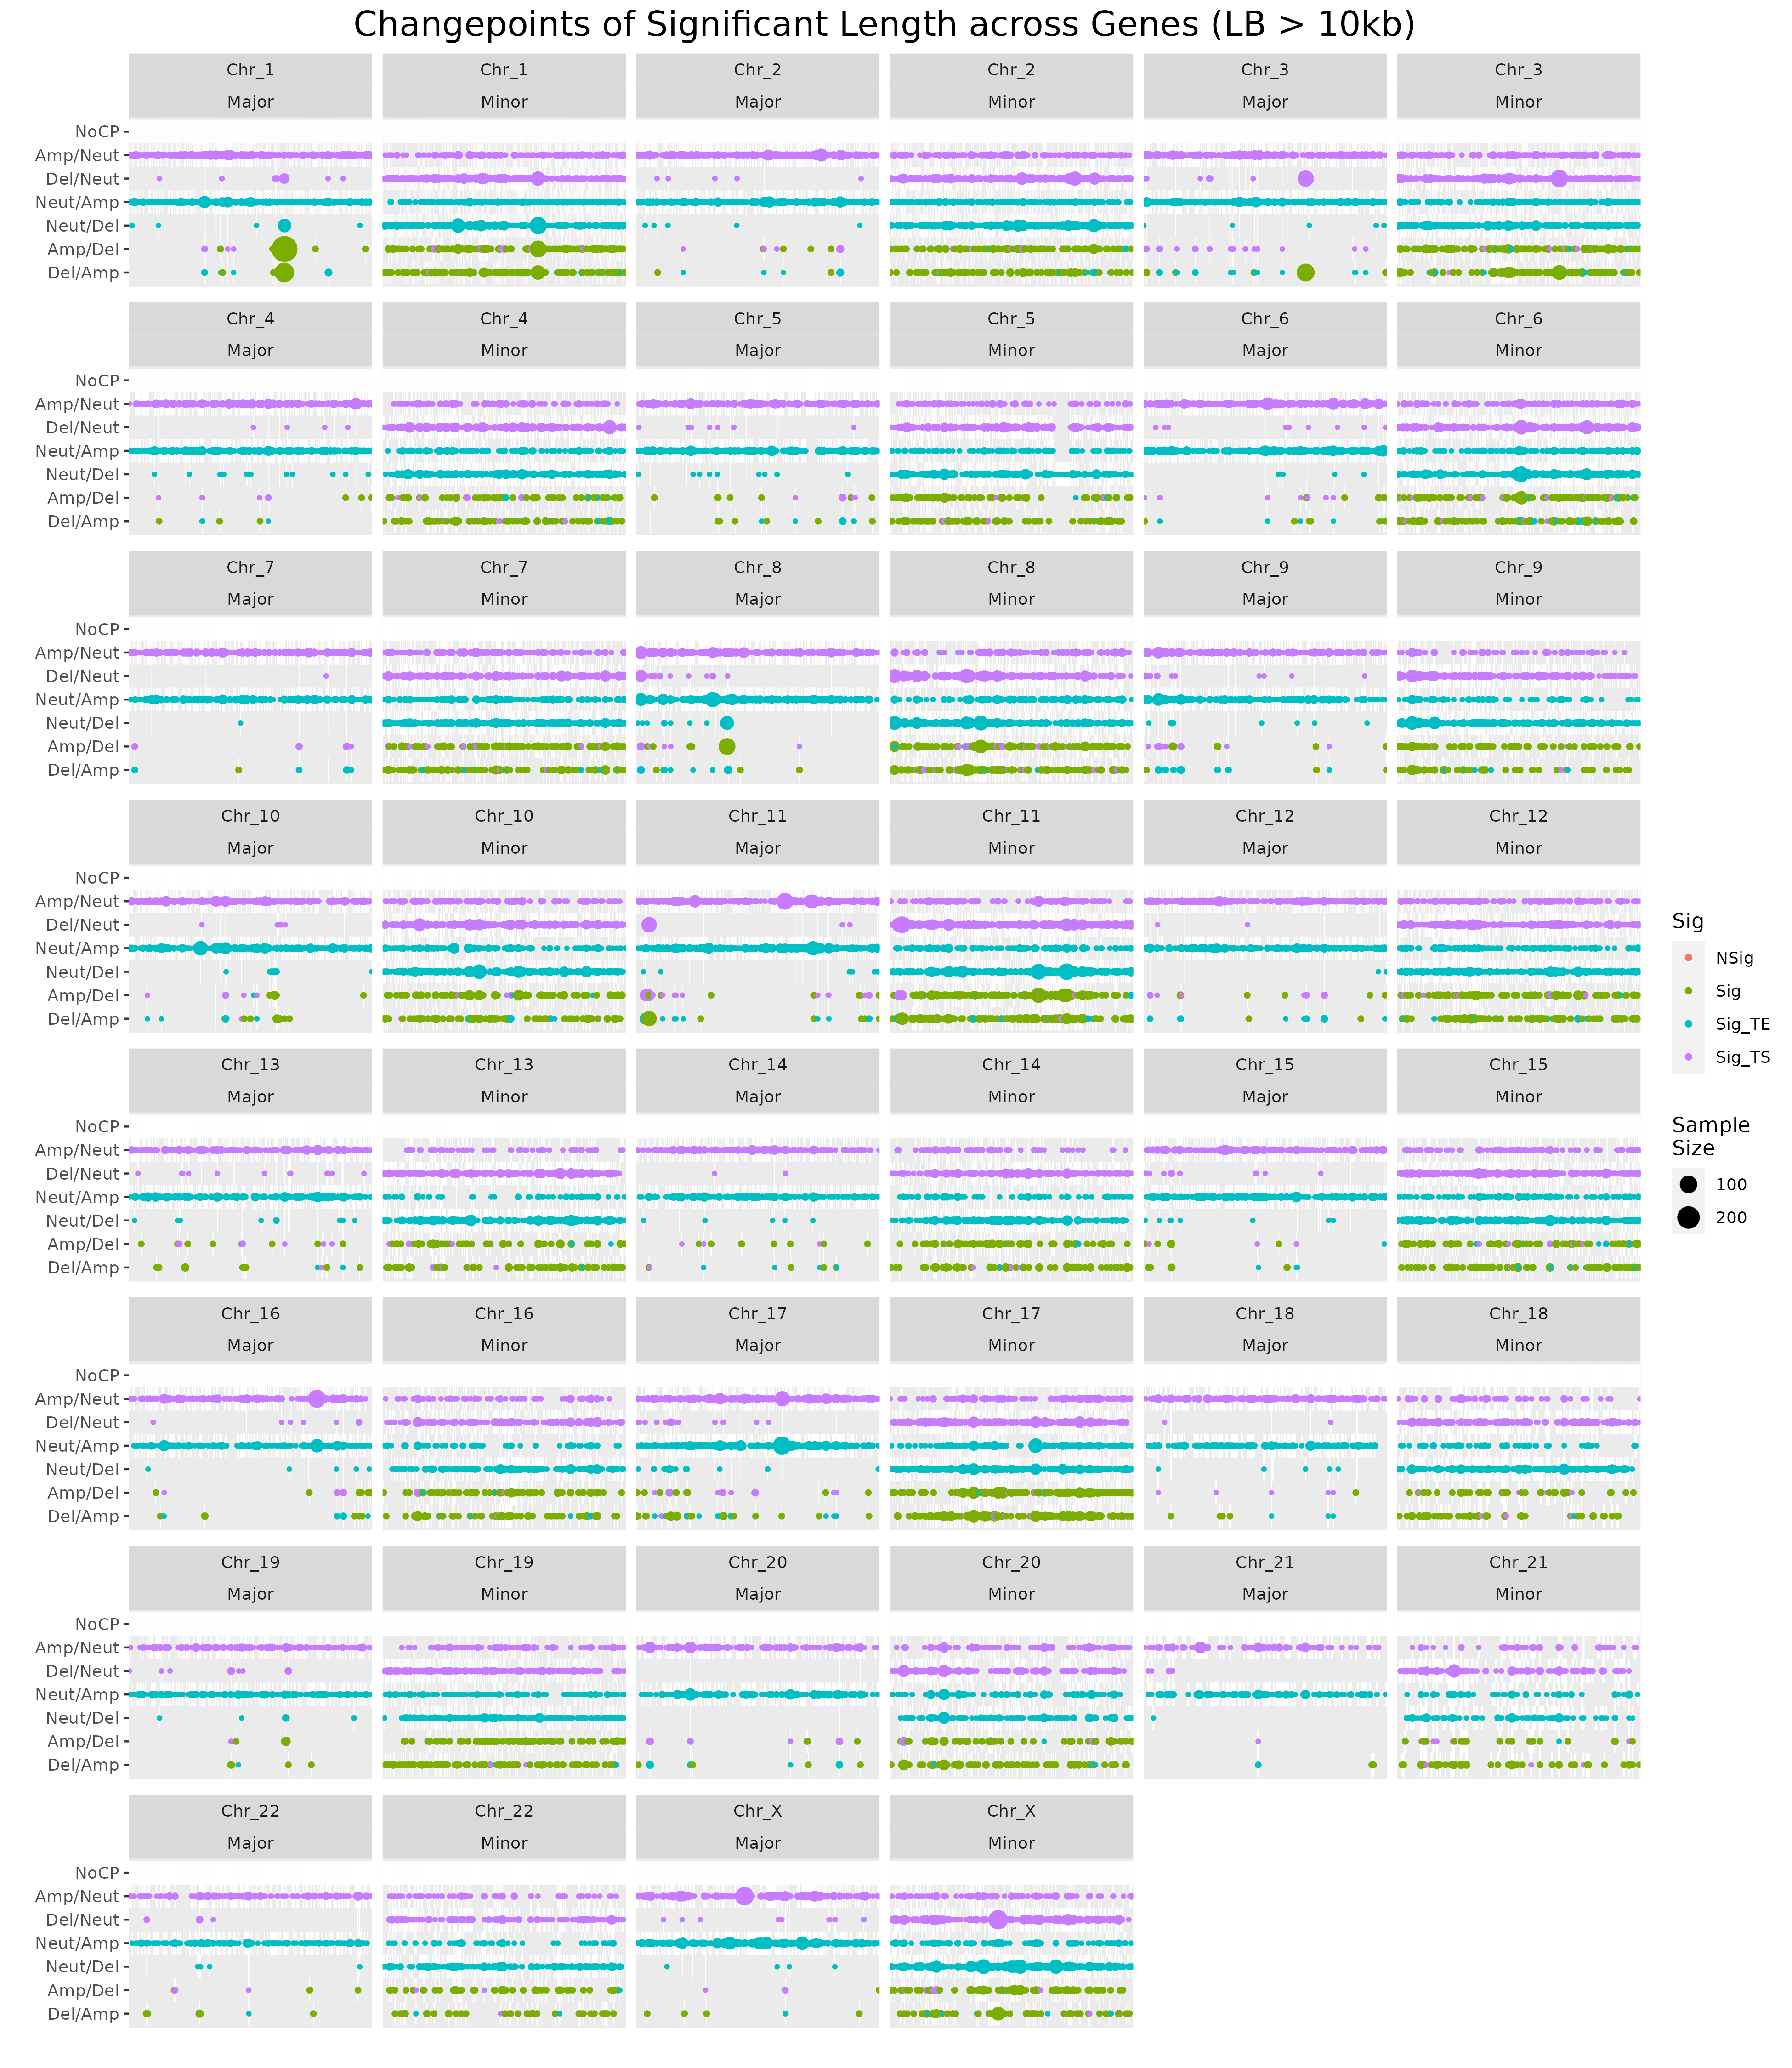 Changepoints of Significant Length across Genes (LB > 10kb)
Chr_1 Chr_1 Chr_2 Chr_2 Chr_3 Chr_3
Major Minor Major Minor Major Minor
NoCP
Amp/Neut
Del/Neut
Neut/Amp
Neut/Del
Amp/Del
Del/Amp
Chr_4 Chr_4 Chr_5 Chr_5 Chr_6 Chr_6
Major Minor Major Minor Major Minor
NoCP
Amp/Neut
Del/Neut
Neut/Amp
Neut/Del
Amp/Del
Del/Amp
Chr_7 Chr_7 Chr_8 Chr_8 Chr_9 Chr_9
Major Minor Major Minor Major Minor
NoCP
Amp/Neut
Del/Neut
Neut/Amp
Neut/Del
Amp/Del
Del/Amp
Chr_10 Chr_10 Chr_11 Chr_11 Chr_12 Chr_12
Major Minor Major Minor Major Minor
NoCP
Amp/Neut
Del/Neut
Neut/Amp
Neut/Del
Amp/Del
Del/Amp
Chr_13 Chr_13 Chr_14 Chr_14 Chr_15 Chr_15
Major Minor Major Minor Major Minor
NoCP
Amp/Neut
Del/Neut
Neut/Amp
Neut/Del
Amp/Del
Del/Amp
Chr_16 Chr_16 Chr_17 Chr_17 Chr_18 Chr_18
Major Minor Major Minor Major Minor
NoCP
Amp/Neut
Del/Neut
Neut/Amp
Neut/Del
Amp/Del
Del/Amp
Chr_19 Chr_19 Chr_20 Chr_20 Chr_21 Chr_21
Major Minor Major Minor Major Minor
NoCP
Amp/Neut
Del/Neut
Neut/Amp
Neut/Del
Amp/Del
Del/Amp
Chr_22 Chr_22 Chr_X Chr_X
Major Minor Major Minor
NoCP
Amp/Neut
Del/Neut
Neut/Amp
Neut/Del
Amp/Del
Del/Amp
Sig
NSig
Sig
Sig_TE
Sig_TS
Sample
Size
100
200